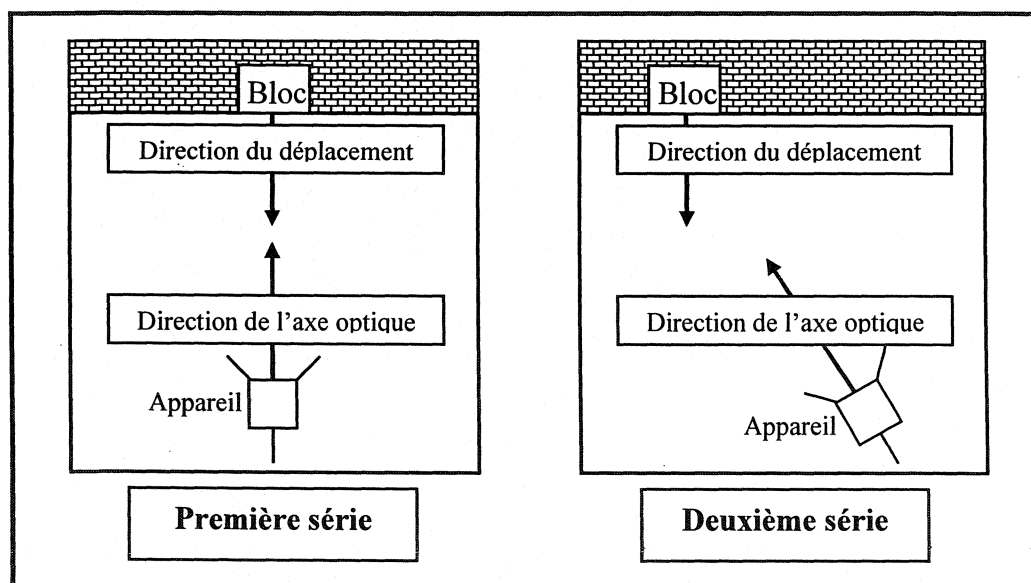 Bloc
Direction du déplacement
Direction de l'axe optique
Appareil
Première série
Bloc
Direction du déplacement
Direction de l'axe optique
Appareil
Deuxième série